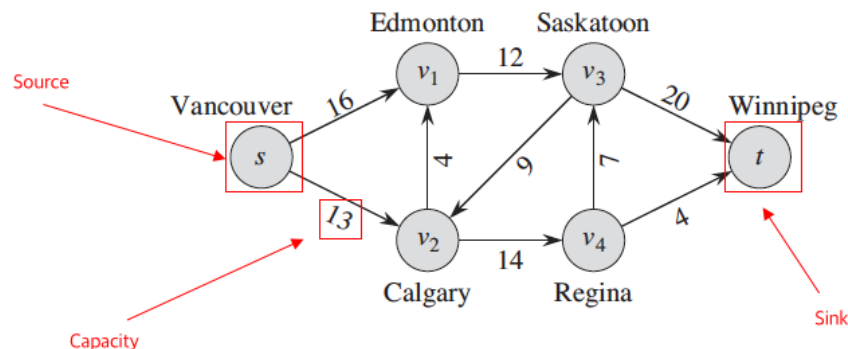 Edmonton Saskatoon
Source
12
v1 v3
Vancouver 16 20 Winnipeg
s 4 9 7 t
13 4
v2 v4
14
Calgary Regina
Sink
Capacity